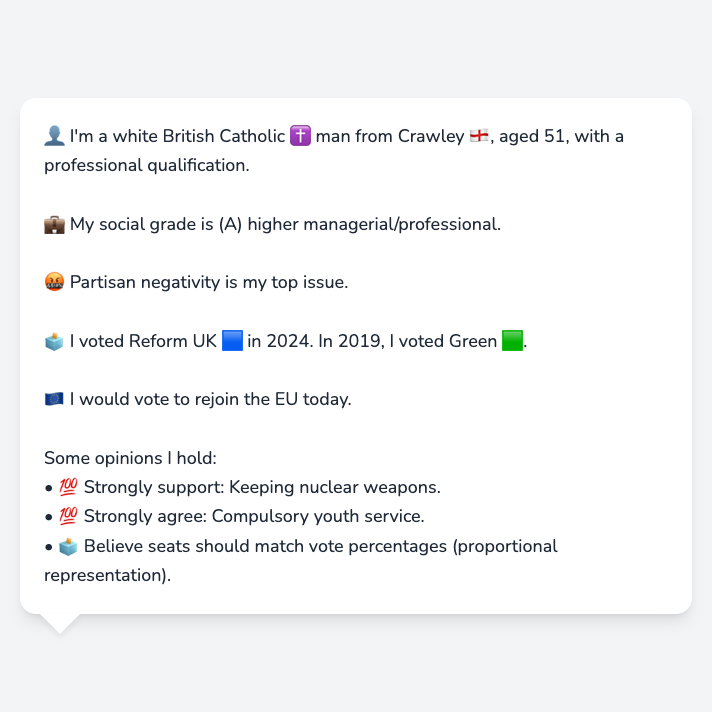 👤 I'm a white British Catholic ✝️ man from Crawley 🏴󠁧󠁢󠁥󠁮󠁧󠁿, aged 51, with a
professional qualification.
💼 My social grade is (A) higher managerial/professional.
🤬 Partisan negativity is my top issue.
🗳️ I voted Reform UK 🟦 in 2024. In 2019, I voted Green 🟩.
🇪🇺 I would vote to rejoin the EU today.
Some opinions I hold:
• 💯 Strongly support: Keeping nuclear weapons.
• 💯 Strongly agree: Compulsory youth service.
• 🗳️ Believe seats should match vote percentages (proportional
representation).